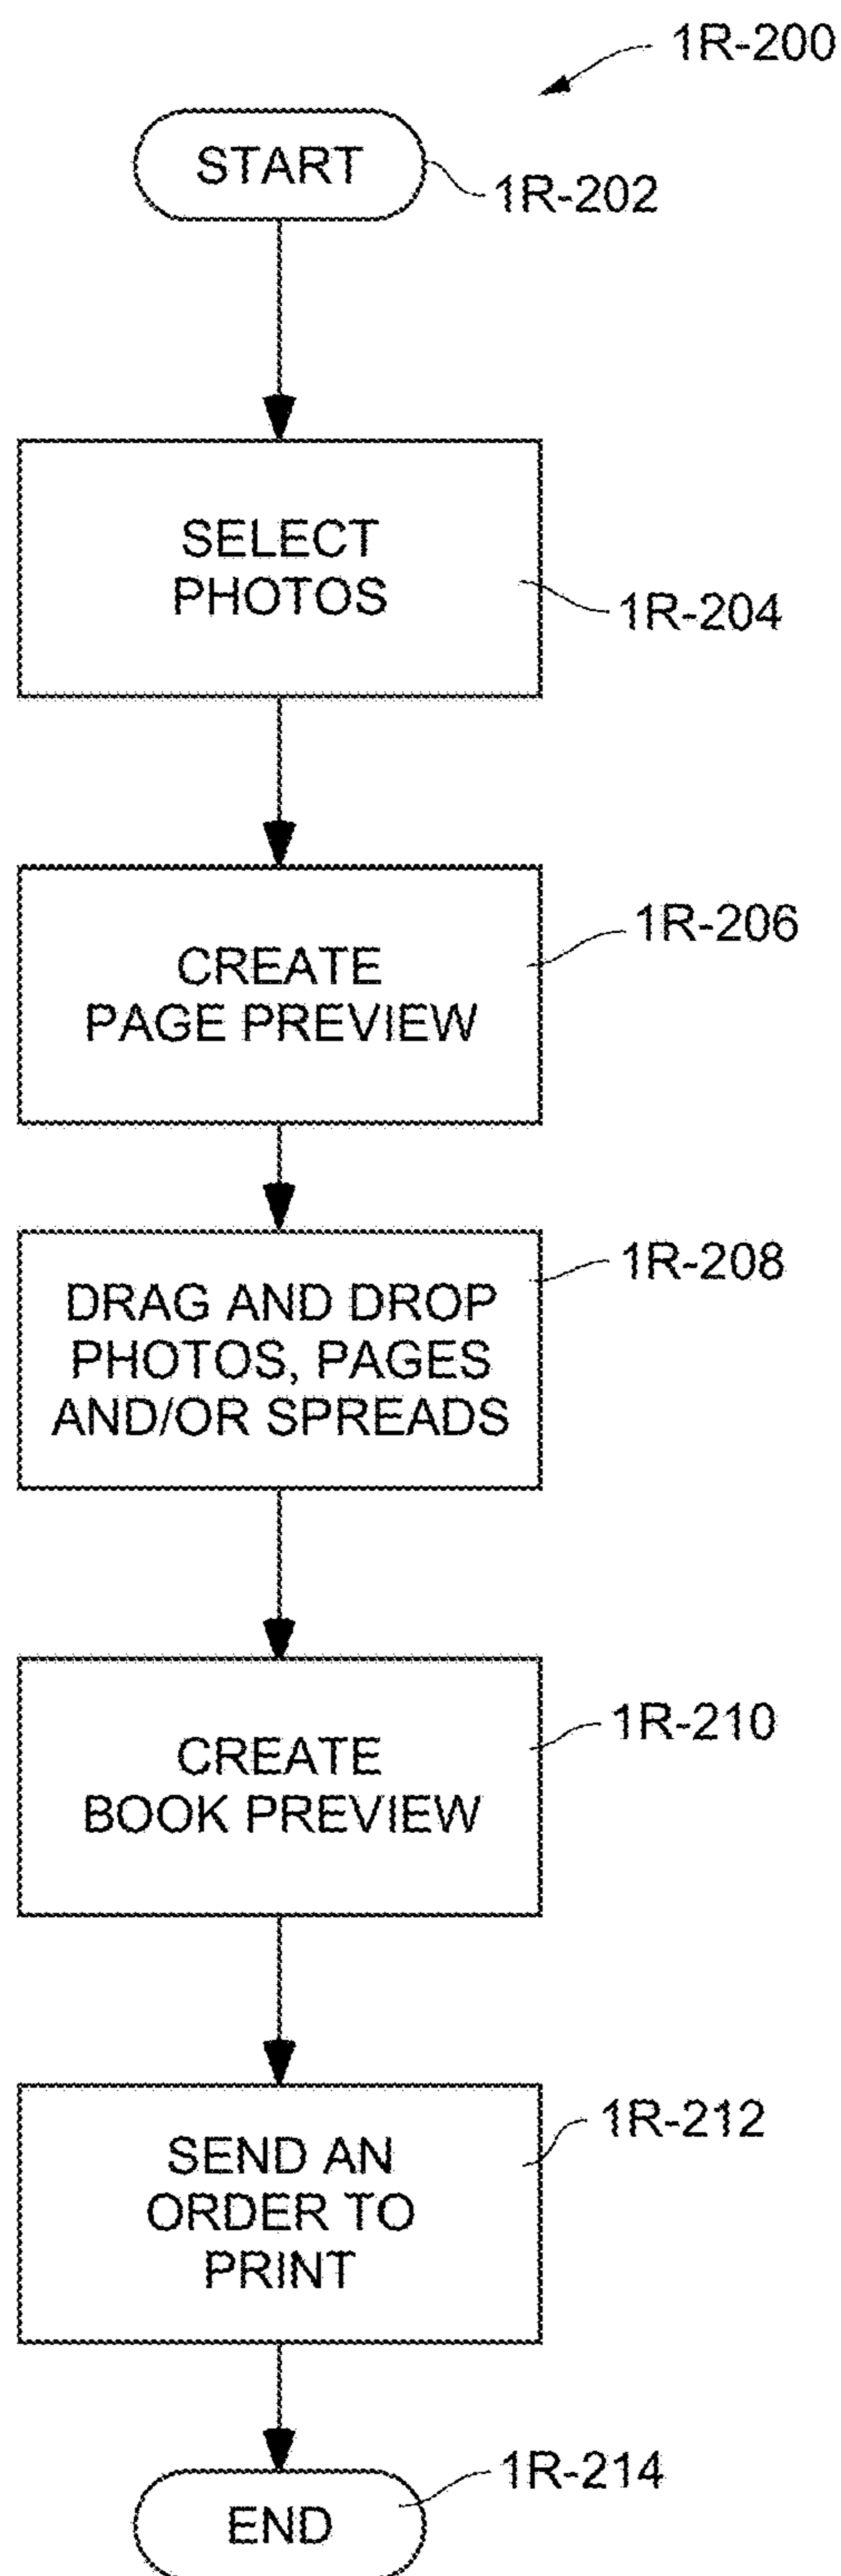 1R-200
START
1R-202
SELECT
PHOTOS
1R-204
1R-206
CREATE
PAGE PREVIEW
1R-208
DRAG AND DROP
PHOTOS, PAGES
AND/OR SPREADS
1R-210
CREATE
BOOK PREVIEW
1R-212
SEND AN
ORDER TO
PRINT
1R-214
END